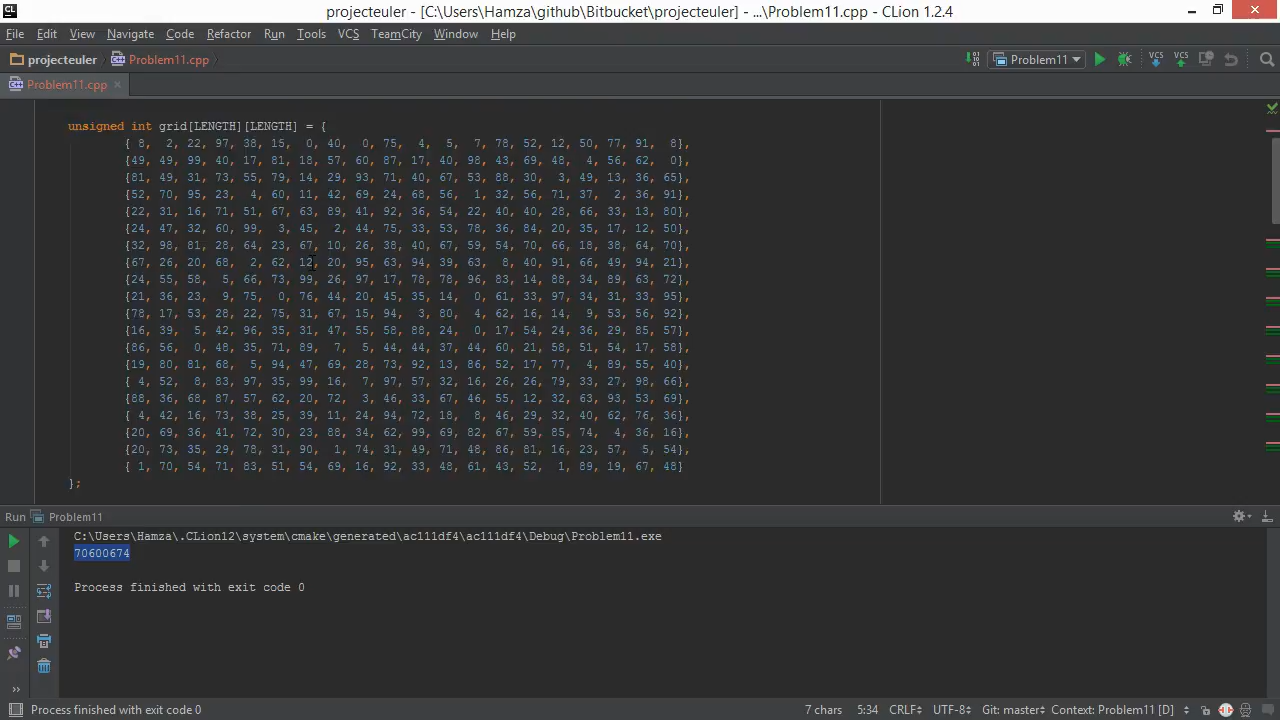 projecteuler - [C:\Users\Hamza\github\Bitbucket\projecteuler] - ...\Problem11.cpp - CLion 1.2.4
File Edit View Navigate Code Refactor Run Tools VCS TeamCity Window Help
projecteuler Problem11.cpp Problem11 VCS VCS
Problem11.cpp
unsigned int grid[LENGTH][LENGTH] = {
{ 8, 2, 22, 97, 38, 15, 0, 40, 0, 75, 4, 5, 7, 78, 52, 12, 50, 77, 91, 8},
{49, 49, 99, 40, 17, 81, 18, 57, 60, 87, 17, 40, 98, 43, 69, 48, 4, 56, 62, 0},
{81, 49, 31, 73, 55, 79, 14, 29, 93, 71, 40, 67, 53, 88, 30, 3, 49, 13, 36, 65},
{52, 70, 95, 23, 4, 60, 11, 42, 69, 24, 68, 56, 1, 32, 56, 71, 37, 2, 36, 91},
{22, 31, 16, 71, 51, 67, 63, 89, 41, 92, 36, 54, 22, 40, 40, 28, 66, 33, 13, 80},
{24, 47, 32, 60, 99, 3, 45, 2, 44, 75, 33, 53, 78, 36, 84, 20, 35, 17, 12, 50},
{32, 98, 81, 28, 64, 23, 67, 10, 26, 38, 40, 67, 59, 54, 70, 66, 18, 38, 64, 70},
{67, 26, 20, 68, 2, 62, 12, 20, 95, 63, 94, 39, 63, 8, 40, 91, 66, 49, 94, 21},
{24, 55, 58, 5, 66, 73, 99, 26, 97, 17, 78, 78, 96, 83, 14, 88, 34, 89, 63, 72},
{21, 36, 23, 9, 75, 0, 76, 44, 20, 45, 35, 14, 0, 61, 33, 97, 34, 31, 33, 95},
{78, 17, 53, 28, 22, 75, 31, 67, 15, 94, 3, 80, 4, 62, 16, 14, 9, 53, 56, 92},
{16, 39, 5, 42, 96, 35, 31, 47, 55, 58, 88, 24, 0, 17, 54, 24, 36, 29, 85, 57},
{86, 56, 0, 48, 35, 71, 89, 7, 5, 44, 44, 37, 44, 60, 21, 58, 51, 54, 17, 58},
{19, 80, 81, 68, 5, 94, 47, 69, 28, 73, 92, 13, 86, 52, 17, 77, 4, 89, 55, 40},
{ 4, 52, 8, 83, 97, 35, 99, 16, 7, 97, 57, 32, 16, 26, 26, 79, 33, 27, 98, 66},
{88, 36, 68, 87, 57, 62, 20, 72, 3, 46, 33, 67, 46, 55, 12, 32, 63, 93, 53, 69},
{ 4, 42, 16, 73, 38, 25, 39, 11, 24, 94, 72, 18, 8, 46, 29, 32, 40, 62, 76, 36},
{20, 69, 36, 41, 72, 30, 23, 88, 34, 62, 99, 69, 82, 67, 59, 85, 74, 4, 36, 16},
{20, 73, 35, 29, 78, 31, 90, 1, 74, 31, 49, 71, 48, 86, 81, 16, 23, 57, 5, 54},
{ 1, 70, 54, 71, 83, 51, 54, 69, 16, 92, 33, 48, 61, 43, 52, 1, 89, 19, 67, 48}
};
Run Problem11
C:\Users\Hamza\.CLion12\system\cmake\generated\ac111df4\ac111df4\Debug\Problem11.exe
70600674
Process finished with exit code 0
Process finished with exit code 0 7 chars 5:34 CRLF UTF-8 Git: master Context: Problem11 [D]